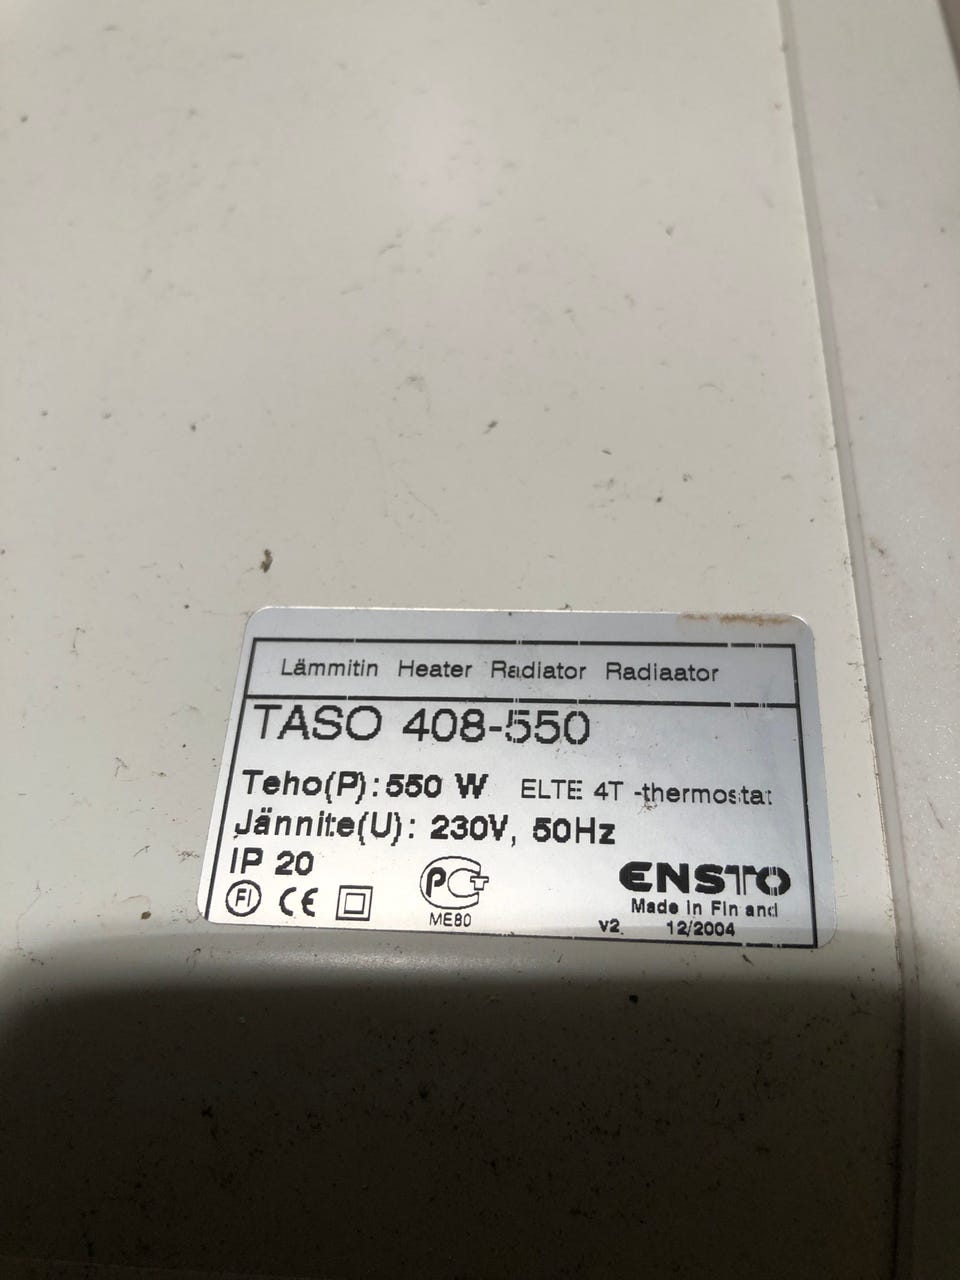 Lämmitin Heater Radiator Radiaator
TASO 408-550
Teho(P): 550 W ELTE 4T -thermostat
Jännite(U): 230V, 50Hz
IP 20
FI CE PCT ENSTO
ME80 Made in Finland
v2. 12/2004